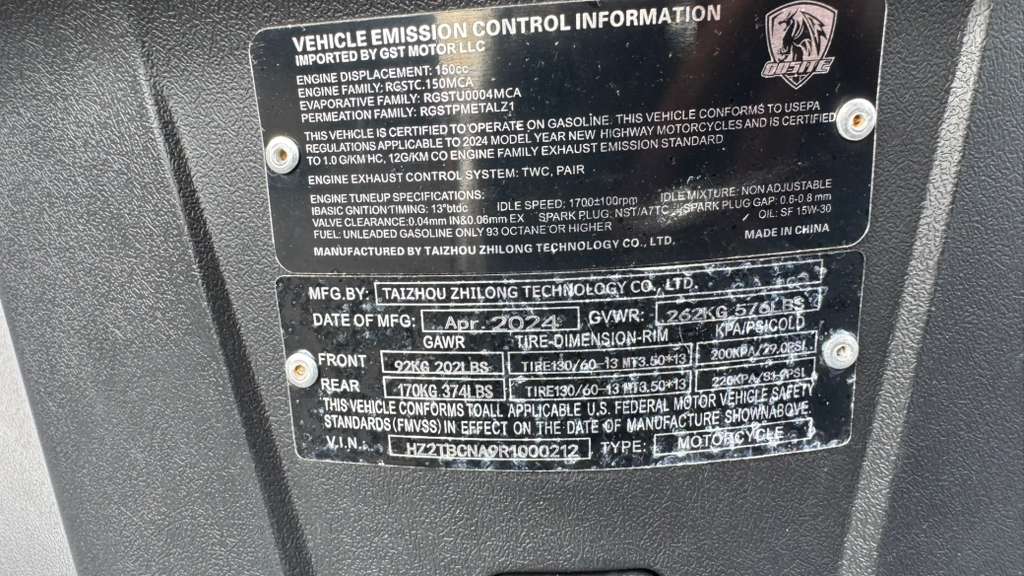 VEHICLE EMISSION CONTROL INFORMATION
IMPORTED BY GST MOTOR LLC
ENGINE DISPLACEMENT: 150cc
ENGINE FAMILY: RGSTC.150MCA
EVAPORATIVE FAMILY: RGSTU0004MCA
PERMEATION FAMILY: RGSTPMETALZ1
THIS VEHICLE IS CERTIFIED TO OPERATE ON GASOLINE. THIS VEHICLE CONFORMS TO USEPA
REGULATIONS APPLICABLE TO 2024 MODEL YEAR NEW HIGHWAY MOTORCYCLES AND IS CERTIFIED
TO 1.0 G/KM HC, 12G/KM CO ENGINE FAMILY EXHAUST EMISSION STANDARD
ENGINE EXHAUST CONTROL SYSTEM: TWC, PAIR
ENGINE TUNEUP SPECIFICATIONS: IDLE SPEED: 1700±100rpm IDLE MIXTURE: NON ADJUSTABLE
IBASIC GNITION TIMING: 13°btdc SPARK PLUG: NST/A7TC SPARK PLUG GAP: 0.6-0.8 mm
VALVE CLEARANCE: 0.04mm IN&0.06mm EX OIL: SF 15W-30
FUEL: UNLEADED GASOLINE ONLY 93 OCTANE OR HIGHER
MANUFACTURED BY TAIZHOU ZHILONG TECHNOLOGY CO., LTD. MADE IN CHINA
MFG.BY: TAIZHOU ZHILONG TECHNOLOGY CO., LTD.
DATE OF MFG: Apr. 2024 GVWR: 262KG 576LBS
GAWR TIRE-DIMENSION-RIM KPA/PSICOLD
FRONT 92KG 202LBS TIRE130/60-13 MT3.50*13 200KPA/29.0PSI
REAR 170KG 374LBS TIRE130/60-13 MT3.50*13 220KPA/
THIS VEHICLE CONFORMS TOALL APPLICABLE U.S. FEDERAL MOTOR VEHICLE SAFETY
STANDARDS (FMVSS) IN EFFECT ON THE DATE OF MANUFACTURE SHOWNABOVE.
V.I.N. HZ2TBCNA9R1000212 TYPE: MOTORCYCLE